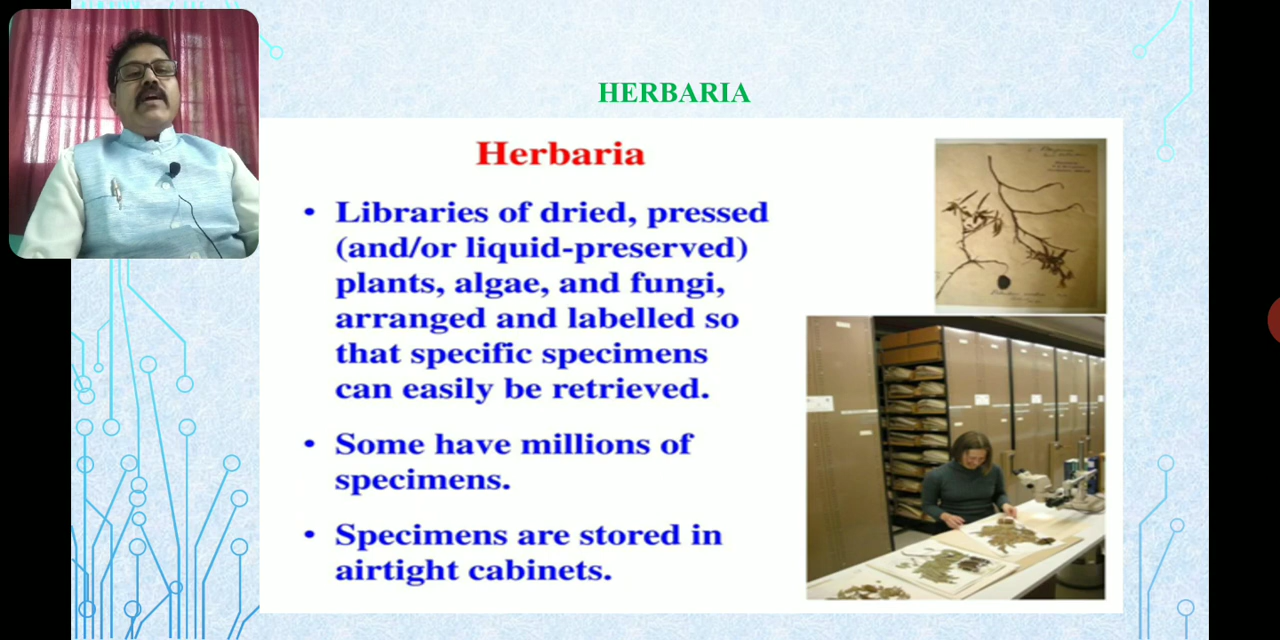 HERBARIA
Herbaria
• Libraries of dried, pressed
(and/or liquid-preserved)
plants, algae, and fungi,
arranged and labelled so
that specific specimens
can easily be retrieved.
• Some have millions of
specimens.
• Specimens are stored in
airtight cabinets.